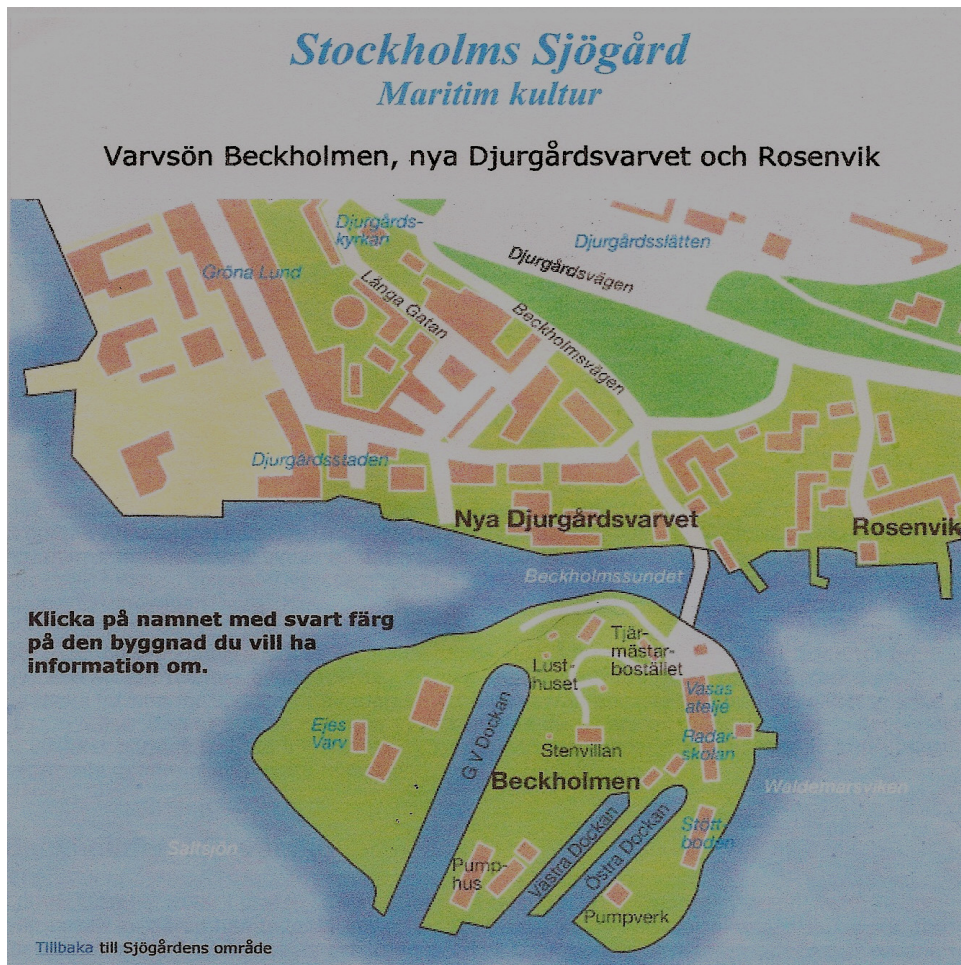 Stockholms Sjögård
Maritim kultur
Varvsön Beckholmen, nya Djurgårdsvarvet och Rosenvik
Djurgårds-
kyrkan
Djurgårdsslätten
Djurgårdsvägen
Gröna Lund
Långa Gatan
Beckholmsvägen
Djurgårdsstaden
Nya Djurgårdsvarvet
Rosenvik
Beckholmssundet
Klicka på namnet med svart färg
på den byggnad du vill ha
information om.
Tjär-
mästar-
bostället
Lust-
huset
Vasas
atelje
Ejes
Varv
G V Dockan
Stenvillan
Radar-
skolan
Beckholmen
Waldemarsviken
Västra Dockan
Östra Dockan
Stött-
boden
Saltsjön
Pump-
hus
Pumpverk
Tillbaka till Sjögårdens område